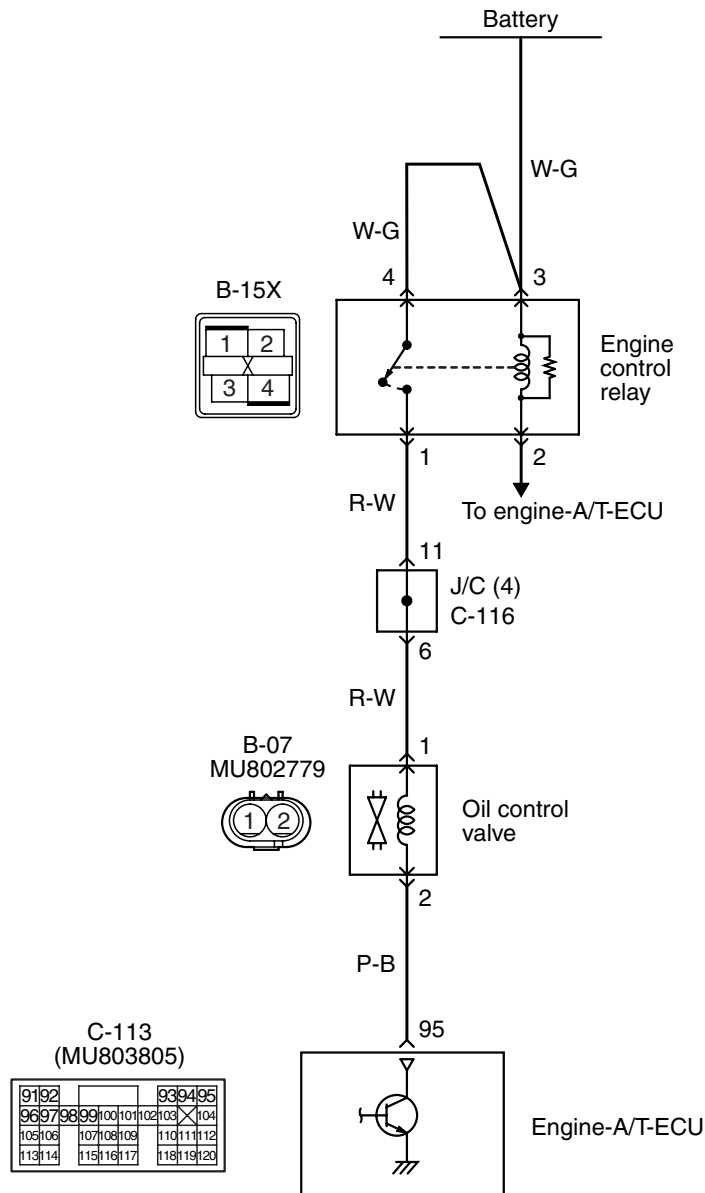 Battery
W-G
W-G
4
3
B-15X
1 2
3 4
Engine
control
relay
1
2
R-W
To engine-A/T-ECU
11
J/C (4)
C-116
6
R-W
B-07
MU802779
1
1 2
Oil control
valve
2
P-B
95
C-113
(MU803805)
91 92 93 94 95
96 97 98 99 100 101 102 103 104
105 106 107 108 109 110 111 112
113 114 115 116 117 118 119 120
Engine-A/T-ECU